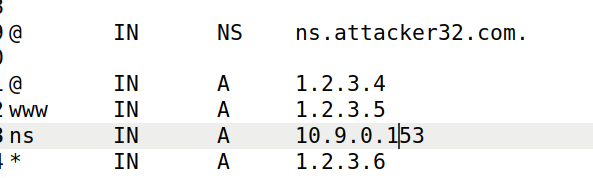 @ IN NS ns.attacker32.com.
@ IN A 1.2.3.4
www IN A 1.2.3.5
ns IN A 10.9.0.153
* IN A 1.2.3.6